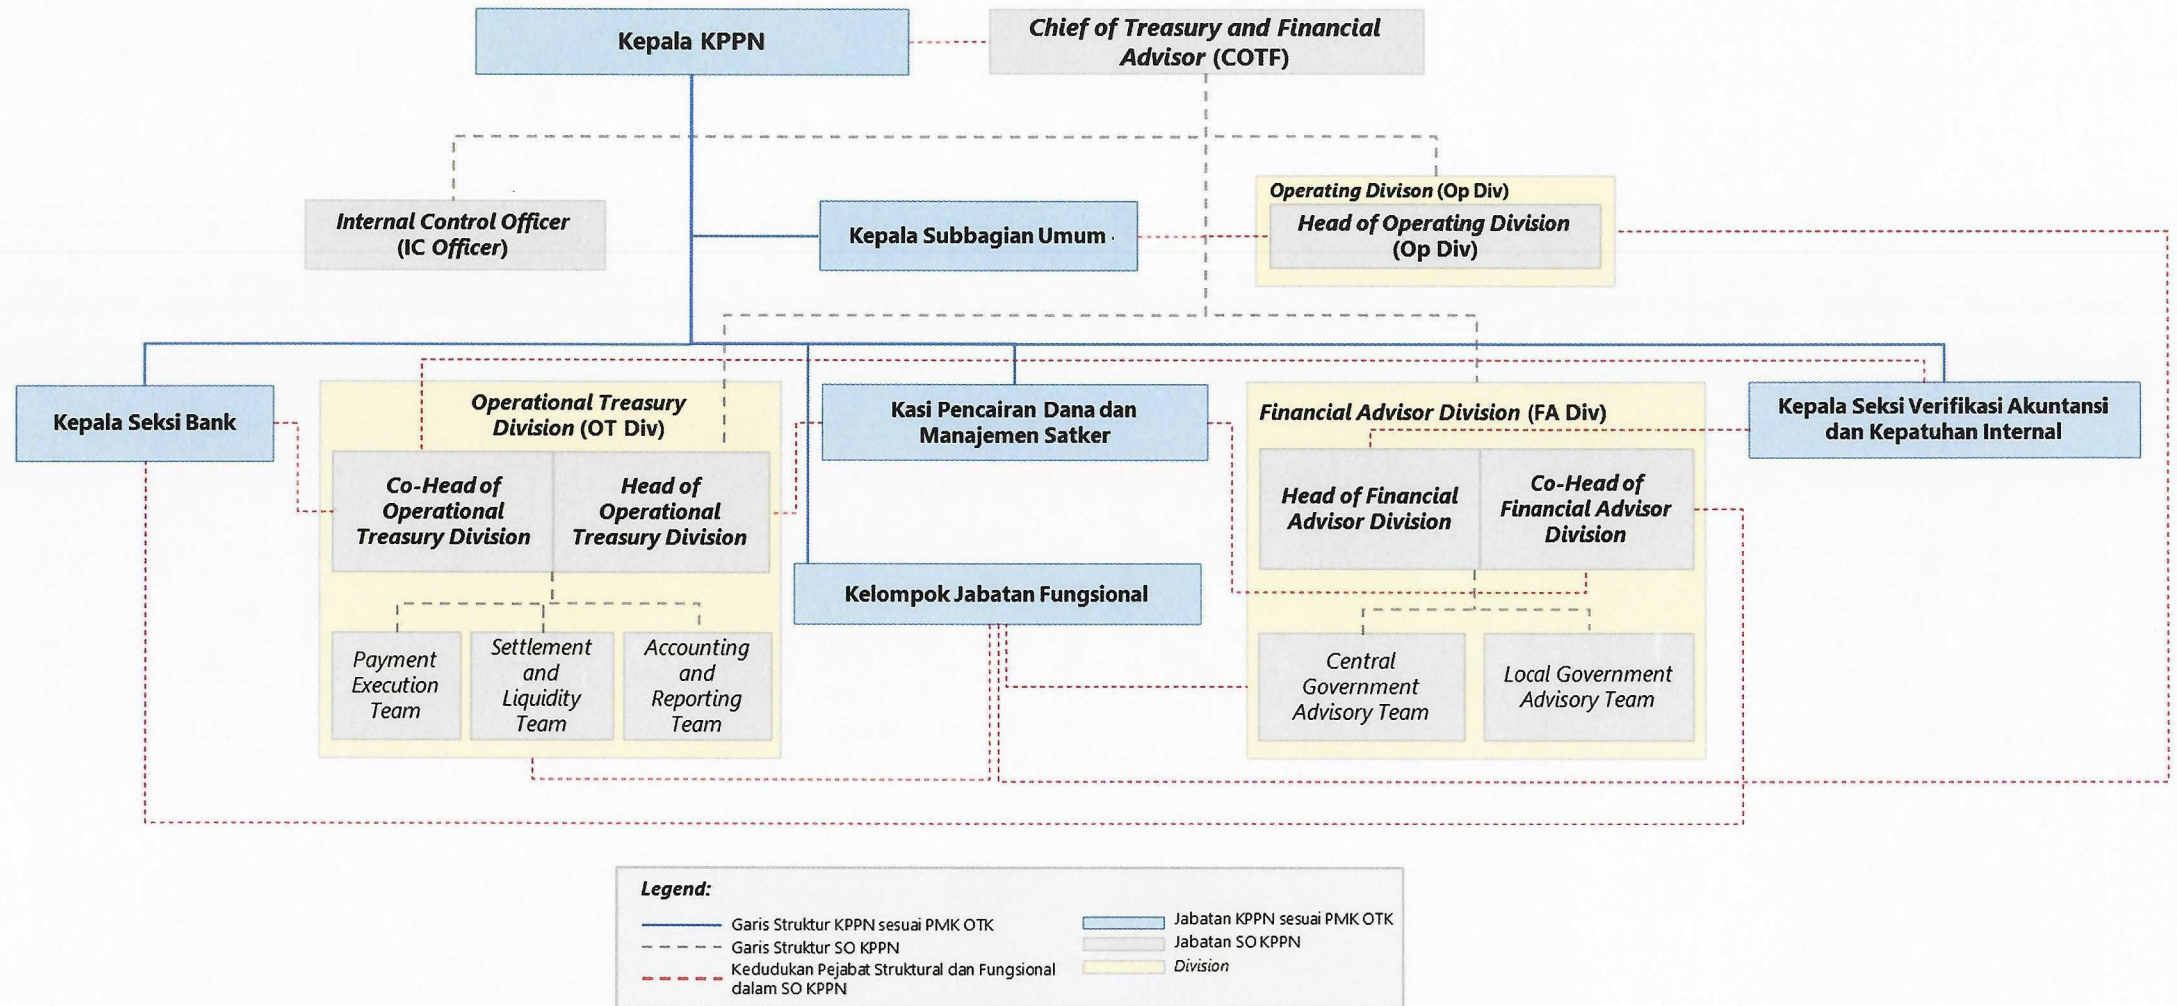 Kepala KPPN
Chief of Treasury and Financial
Advisor (COTF)
Internal Control Officer
(IC Officer)
Kepala Subbagian Umum
Operating Divison (Op Div)
Head of Operating Division
(Op Div)
Kepala Seksi Bank
Operational Treasury
Division (OT Div)
Co-Head of
Operational
Treasury Division
Head of
Operational
Treasury Division
Payment
Execution
Team
Settlement
and
Liquidity
Team
Accounting
and
Reporting
Team
Kasi Pencairan Dana dan
Manajemen Satker
Kelompok Jabatan Fungsional
Financial Advisor Division (FA Div)
Head of Financial
Advisor Division
Co-Head of
Financial Advisor
Division
Central
Government
Advisory Team
Local Government
Advisory Team
Kepala Seksi Verifikasi Akuntansi
dan Kepatuhan Internal
Legend:
Garis Struktur KPPN sesuai PMK OTK
Garis Struktur SO KPPN
Kedudukan Pejabat Struktural dan Fungsional
dalam SO KPPN
Jabatan KPPN sesuai PMK OTK
Jabatan SO KPPN
Division